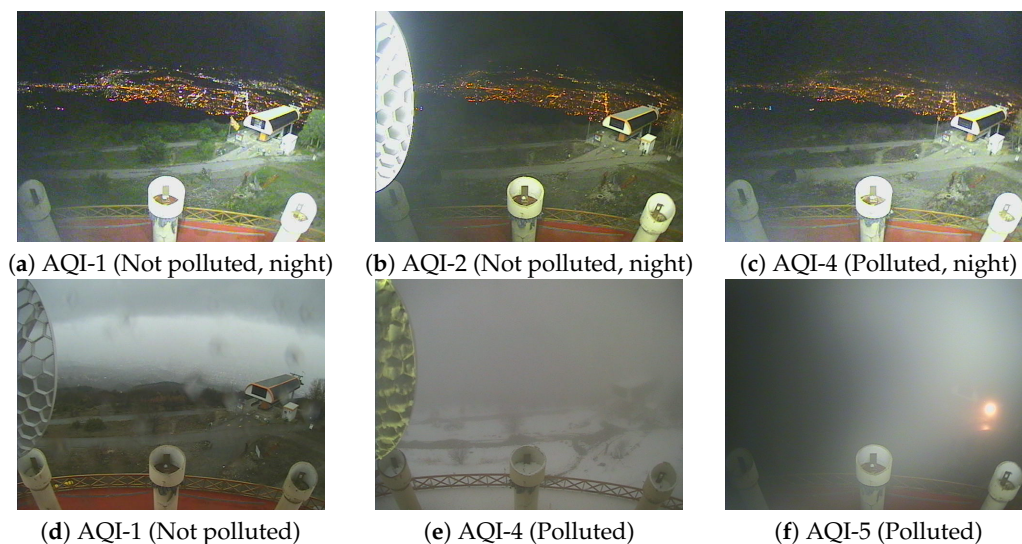 (a) AQI-1 (Not polluted, night)
(b) AQI-2 (Not polluted, night)
(c) AQI-4 (Polluted, night)
(d) AQI-1 (Not polluted)
(e) AQI-4 (Polluted)
(f) AQI-5 (Polluted)